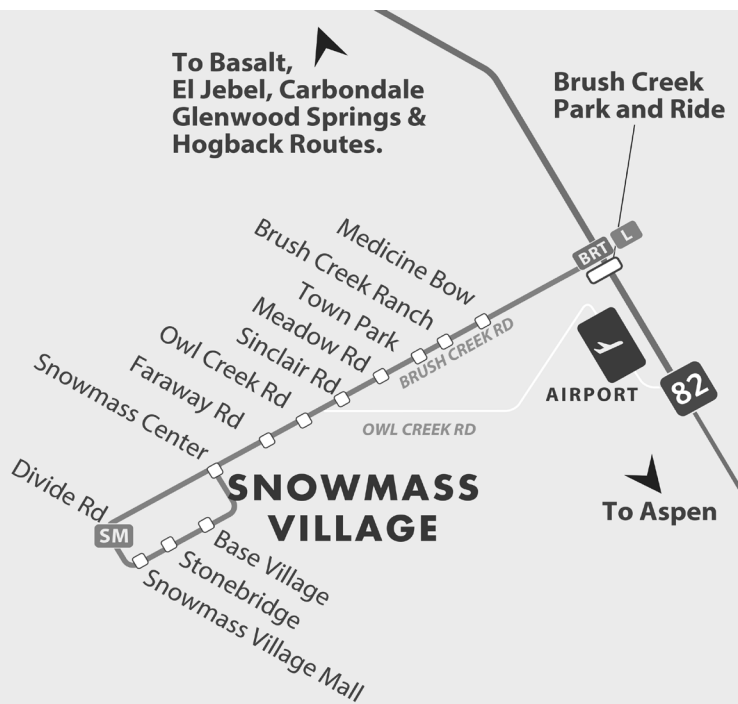 To Basalt,
El Jebel, Carbondale
Glenwood Springs &
Hogback Routes.
Brush Creek
Park and Ride
BRT
L
Medicine Bow
Brush Creek Ranch
Town Park
Meadow Rd
Sinclair Rd
Owl Creek Rd
Faraway Rd
Snowmass Center
Divide Rd
BRUSH CREEK RD
OWL CREEK RD
AIRPORT
82
To Aspen
SNOWMASS
VILLAGE
SM
Base Village
Stonebridge
Snowmass Village Mall